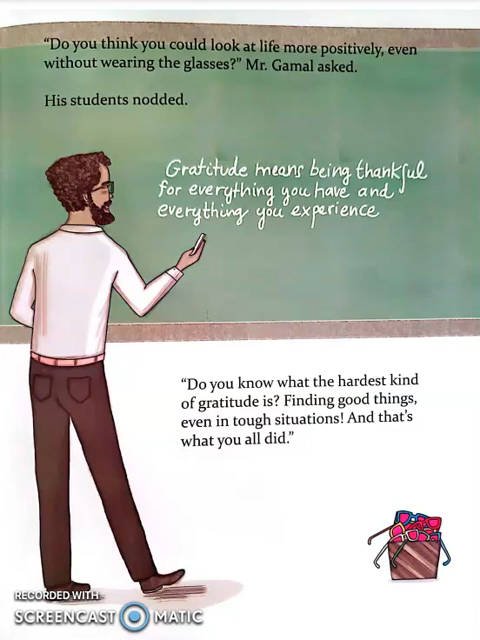 “Do you think you could look at life more positively, even
without wearing the glasses?” Mr. Gamal asked.
His students nodded.
Gratitude means being thankful
for everything you have and
everything you experience
“Do you know what the hardest kind
of gratitude is? Finding good things,
even in tough situations! And that’s
what you all did.”
RECORDED WITH
SCREENCAST MATIC